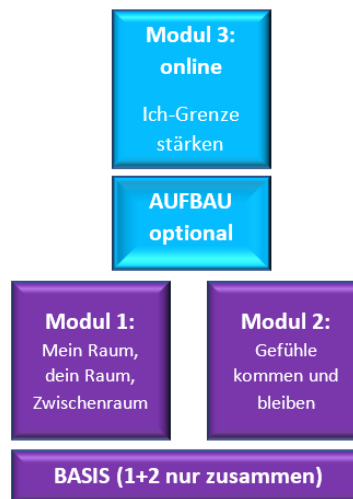 Modul 3:
online
Ich-Grenze
stärken
AUFBAU
optional
Modul 1:
Mein Raum,
dein Raum,
Zwischenraum
Modul 2:
Gefühle
kommen und
bleiben
BASIS (1+2 nur zusammen)